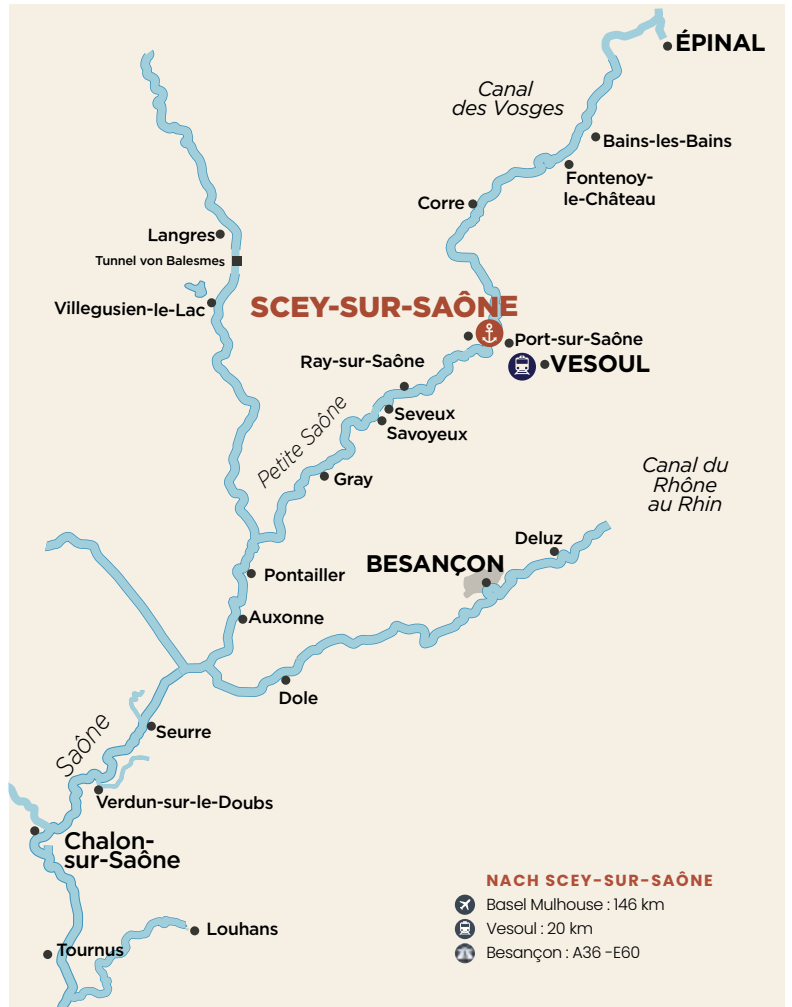 ÉPINAL
Canal
des Vosges
Bains-les-Bains
Fontenoy-
le-Château
Corre
Langres
Tunnel von Balesmes
Villegusien-le-Lac
SCEY-SUR-SAÔNE
Port-sur-Saône
VESOUL
Ray-sur-Saône
Seveux
Savoyeux
Petite Saône
Gray
Canal du
Rhône
au Rhin
Deluz
BESANÇON
Pontailler
Auxonne
Dole
Seurre
Saône
Verdun-sur-le-Doubs
Chalon-
sur-Saône
Louhans
Tournus
NACH SCEY-SUR-SAÔNE
Basel Mulhouse : 146 km
Vesoul : 20 km
Besançon : A36 -E60